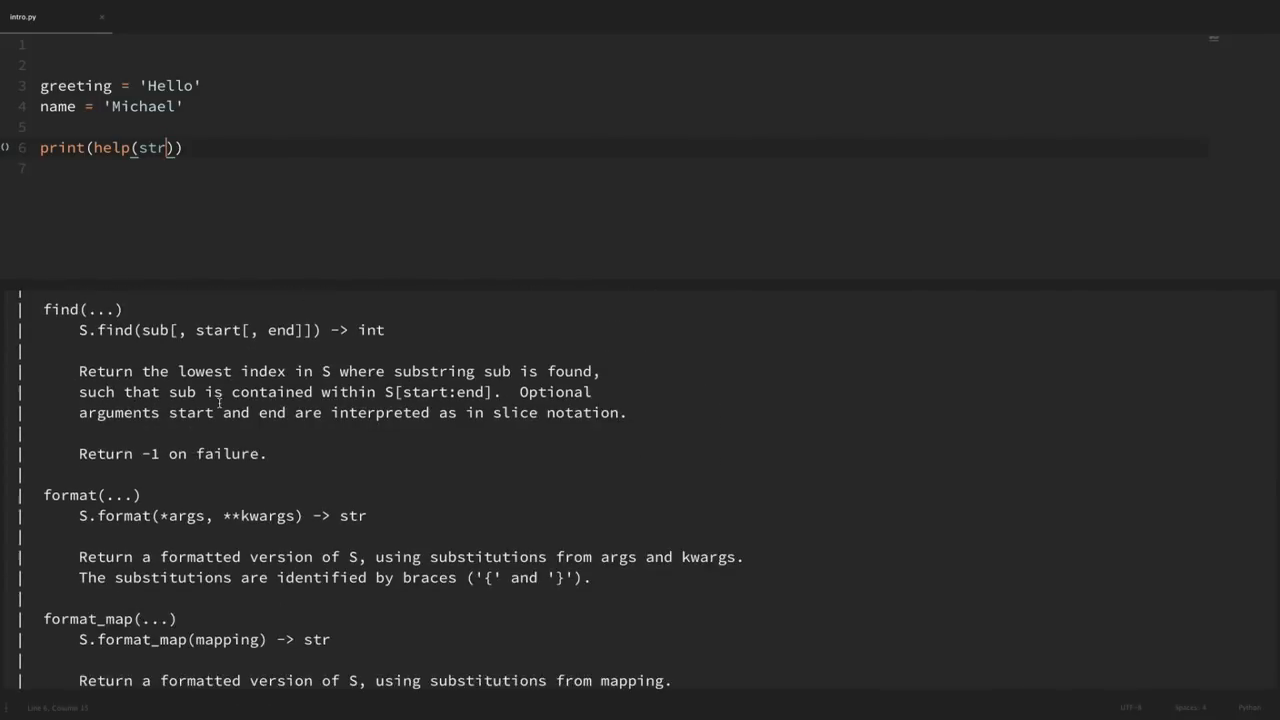 intro.py ×
1
2
3 greeting = 'Hello'
4 name = 'Michael'
5
() 6 print(help(str))
7
|
| find(...)
| S.find(sub[, start[, end]]) -> int
|
| Return the lowest index in S where substring sub is found,
| such that sub is contained within S[start:end]. Optional
| arguments start and end are interpreted as in slice notation.
|
| Return -1 on failure.
|
| format(...)
| S.format(*args, **kwargs) -> str
|
| Return a formatted version of S, using substitutions from args and kwargs.
| The substitutions are identified by braces ('{' and '}').
|
| format_map(...)
| S.format_map(mapping) -> str
|
| Return a formatted version of S, using substitutions from mapping.
Line 6, Column 15 UTF-8 Spaces: 4 Python